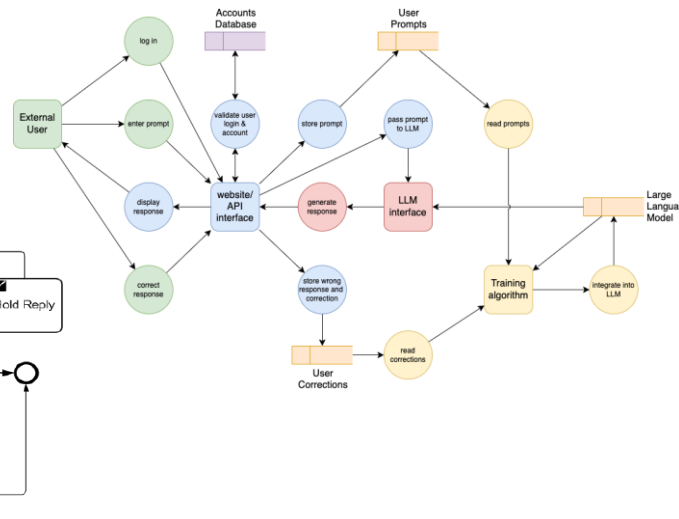 Accounts
Database
User
Prompts
log in
External
User
enter prompt
validate user
login &
account
store prompt
pass prompt
to LLM
read prompts
display
response
website/
API
interface
generate
response
LLM
interface
Large
Langua
Model
correct
response
store wrong
response and
correction
Training
algorithm
integrate into
LLM
old Reply
read
corrections
User
Corrections